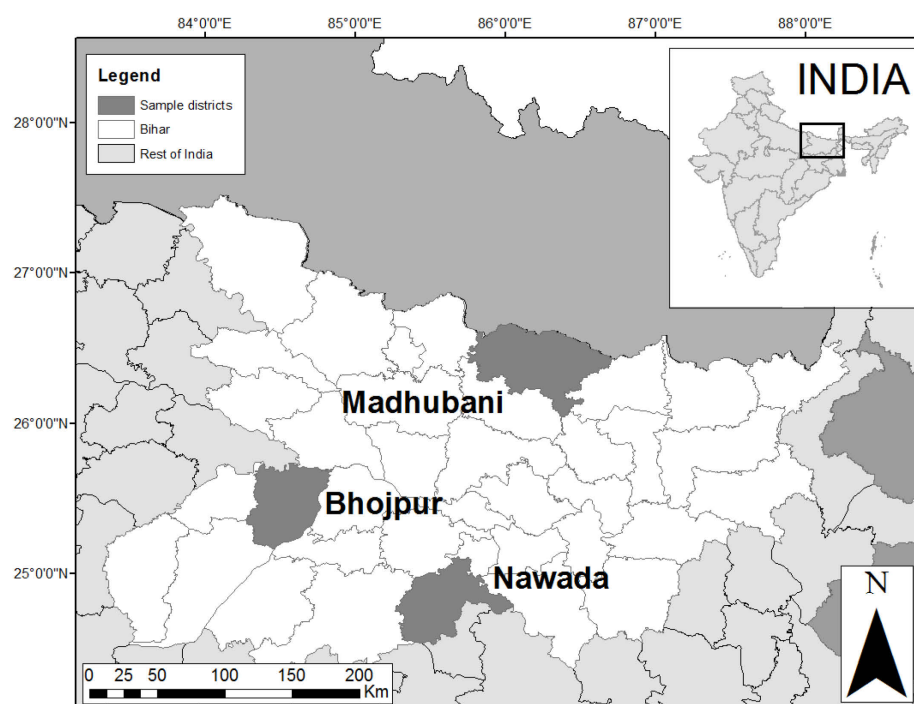 84°0'0"E 85°0'0"E 86°0'0"E 87°0'0"E 88°0'0"E
Legend
Sample districts
Bihar
Rest of India
INDIA
28°0'0"N
27°0'0"N
26°0'0"N
25°0'0"N
Madhubani
Bhojpur
Nawada
N
0 25 50 100 150 200
Km